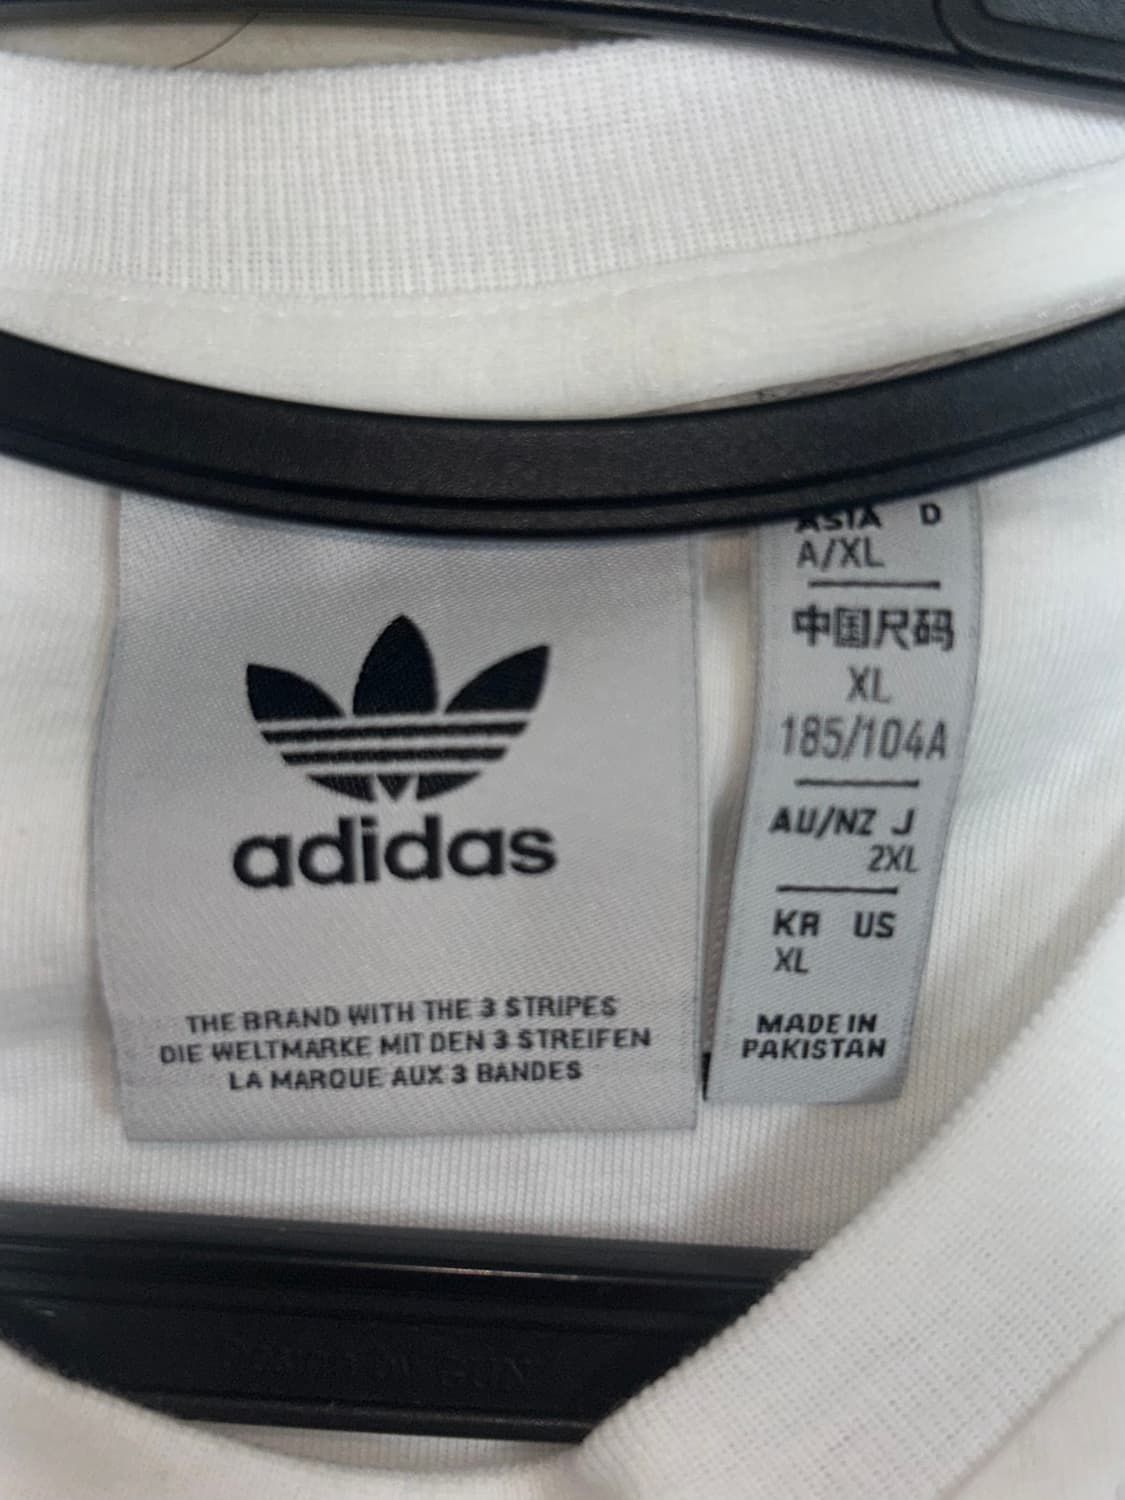 adidas
THE BRAND WITH THE 3 STRIPES
DIE WELTMARKE MIT DEN 3 STREIFEN
LA MARQUE AUX 3 BANDES
ASIA D
A/XL
中国尺码
XL
185/104A
AU/NZ J
2XL
KR US
XL
MADE IN
PAKISTAN